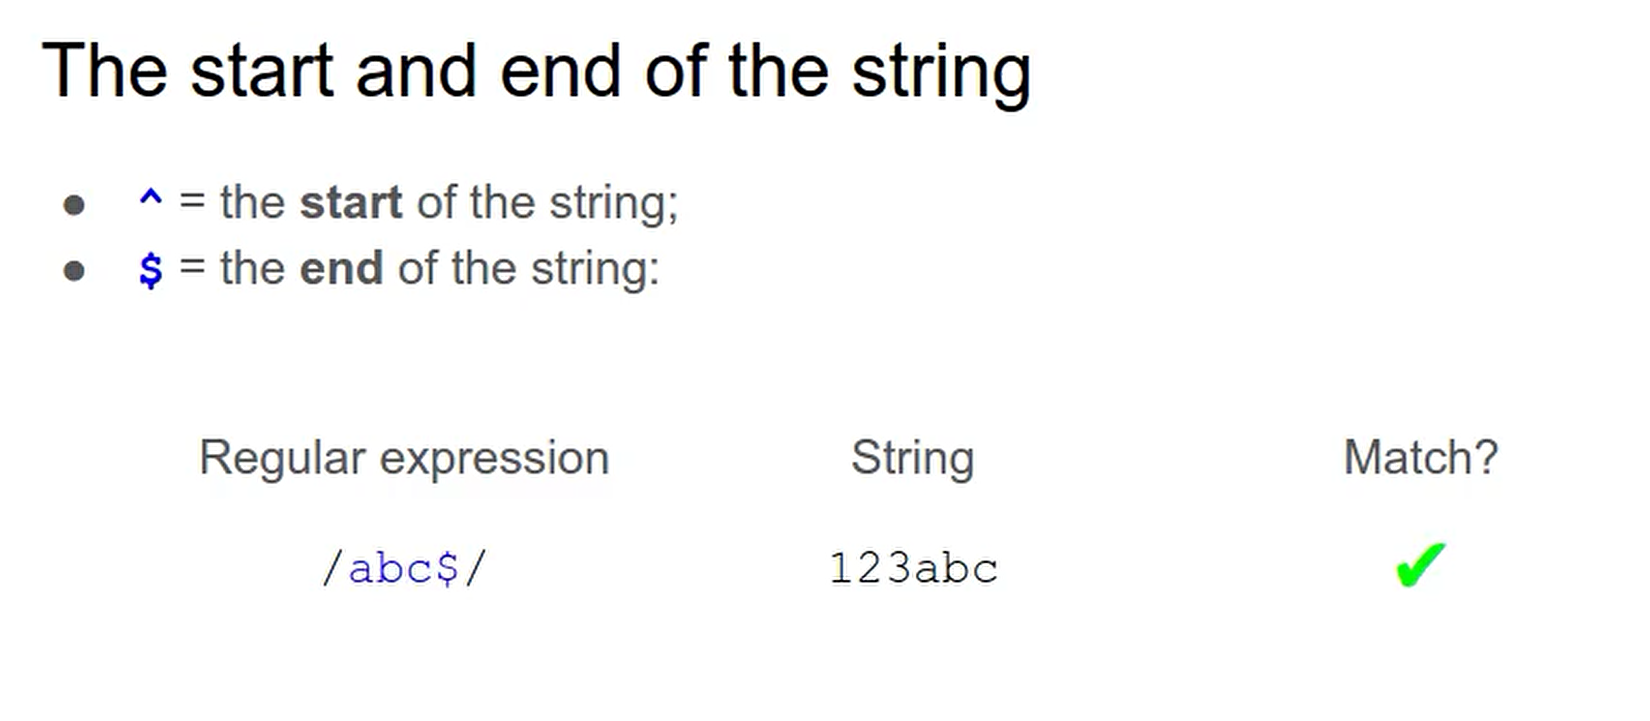 The start and end of the string
● ^ = the start of the string;
● $ = the end of the string:
Regular expression String Match?
/abc$/ 123abc ✔